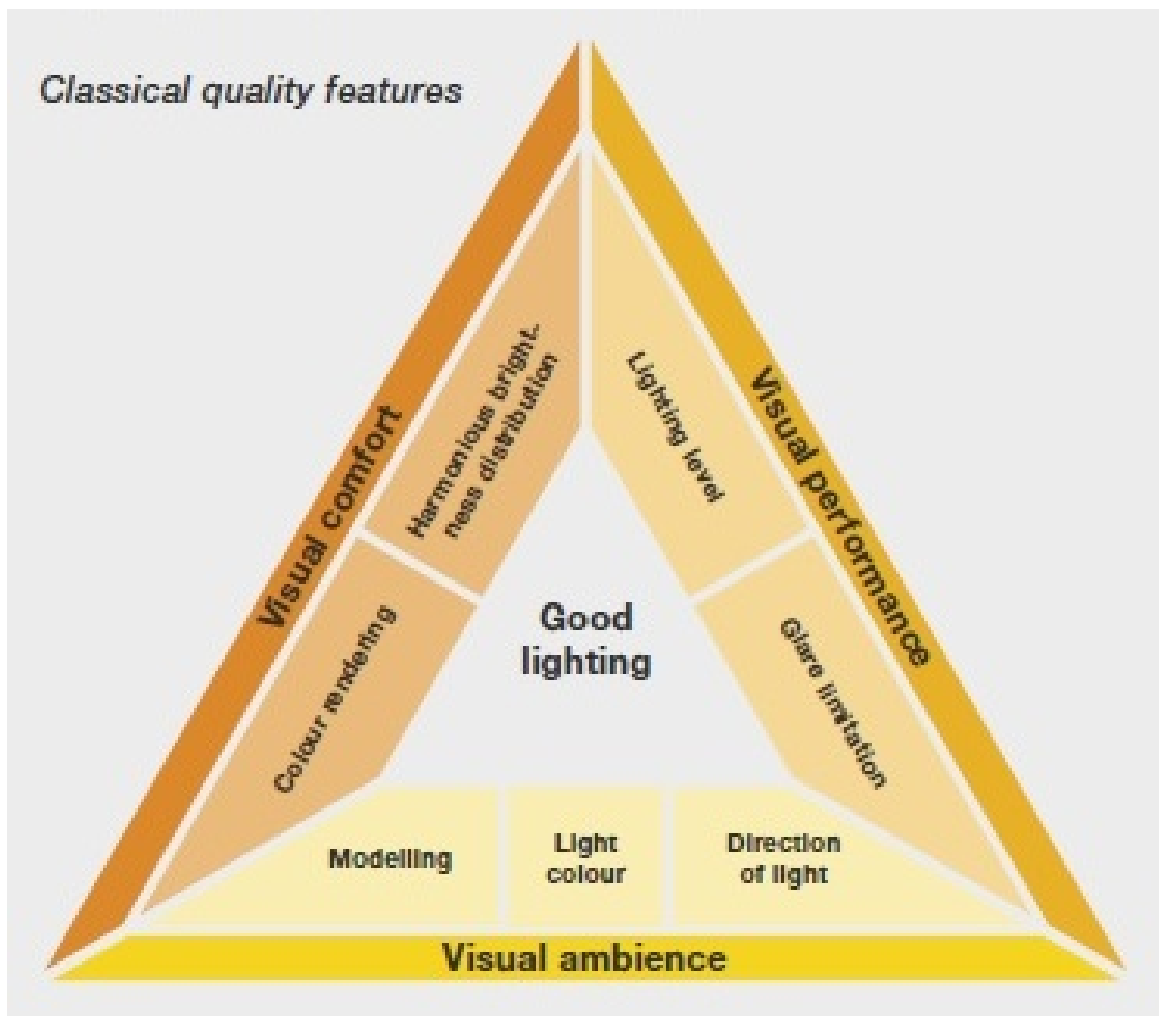 Classical quality features
Visual comfort
Harmonious bright-
ness distribution
Colour rendering
Lighting level
Visual performance
Glare limitation
Good
lighting
Modelling
Light
colour
Direction
of light
Visual ambience